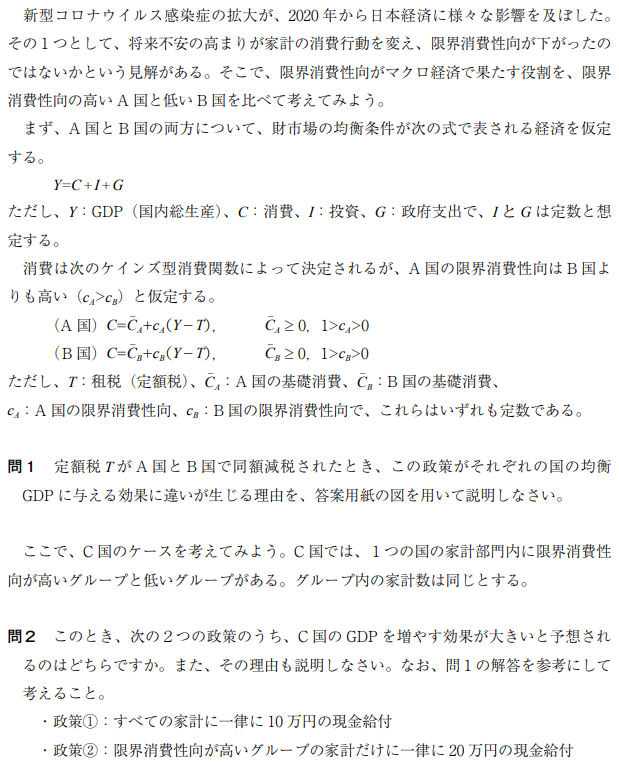 新型コロナウイルス感染症の拡大が、2020年から日本経済に様々な影響を及ぼした。
その1つとして、将来不安の高まりが家計の消費行動を変え、限界消費性向が下がったの
ではないかという見解がある。そこで、限界消費性向がマクロ経済で果たす役割を、限界
消費性向の高いA国と低いB国を比べて考えてみよう。
まず、A国とB国の両方について、財市場の均衡条件が次の式で表される経済を仮定
する。
Y=C+I+G
ただし、Y：GDP（国内総生産）、C：消費、I：投資、G：政府支出で、IとGは定数と想
定する。
消費は次のケインズ型消費関数によって決定されるが、A国の限界消費性向はB国よ
りも高い（cA>cB）と仮定する。
（A国）C=C̄A+cA(Y−T), C̄A≥0, 1>cA>0
（B国）C=C̄B+cB(Y−T), C̄B≥0, 1>cB>0
ただし、T：租税（定額税）、C̄A：A国の基礎消費、C̄B：B国の基礎消費、
cA：A国の限界消費性向、cB：B国の限界消費性向で、これらはいずれも定数である。
問1 定額税TがA国とB国で同額減税されたとき、この政策がそれぞれの国の均衡
GDPに与える効果に違いが生じる理由を、答案用紙の図を用いて説明しなさい。
ここで、C国のケースを考えてみよう。C国では、1つの国の家計部門内に限界消費性
向が高いグループと低いグループがある。グループ内の家計数は同じとする。
問2 このとき、次の2つの政策のうち、C国のGDPを増やす効果が大きいと予想され
るのはどちらですか。また、その理由も説明しなさい。なお、問1の解答を参考にして
考えること。
・政策①：すべての家計に一律に10万円の現金給付
・政策②：限界消費性向が高いグループの家計だけに一律に20万円の現金給付